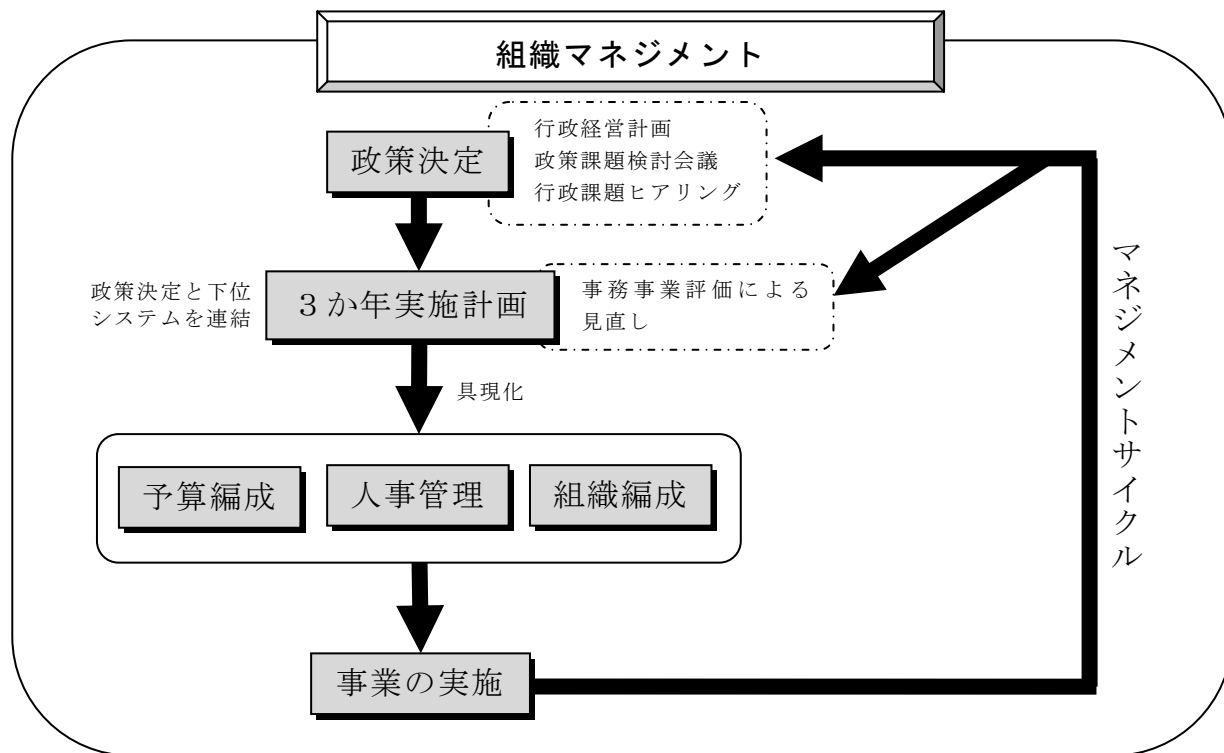 組織マネジメント
政策決定
行政経営計画
政策課題検討会議
行政課題ヒアリング
政策決定と下位
システムを連結
３か年実施計画
事務事業評価による
見直し
具現化
予算編成
人事管理
組織編成
事業の実施
マネジメントサイクル